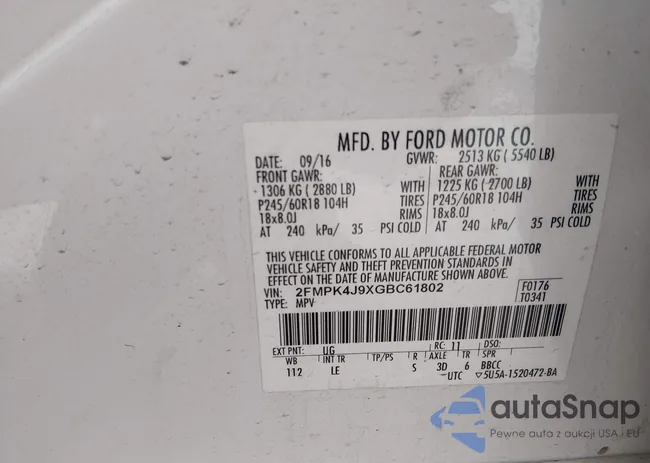 MFD. BY FORD MOTOR CO.
DATE: 09/16 GVWR: 2513 KG ( 5540 LB)
FRONT GAWR: REAR GAWR:
1306 KG ( 2880 LB) WITH 1225 KG ( 2700 LB) WITH
P245/60R18 104H TIRES P245/60R18 104H TIRES
18x8.0J RIMS 18x8.0J RIMS
AT 240 kPa/ 35 PSI COLD AT 240 kPa/ 35 PSI COLD
THIS VEHICLE CONFORMS TO ALL APPLICABLE FEDERAL MOTOR
VEHICLE SAFETY AND THEFT PREVENTION STANDARDS IN
EFFECT ON THE DATE OF MANUFACTURE SHOWN ABOVE.
VIN: 2FMPK4J9XGBC61802 F0176
TYPE: MPV T0341
EXT PNT: UG RC: 11 DSO:
WB INT TR TP/PS R AXLE TR SPR
112 LE S 3D 6 BBCC
UTC ▽5U5A-1520472-BA
autaSnap
Pewne auto z aukcji USA i EU